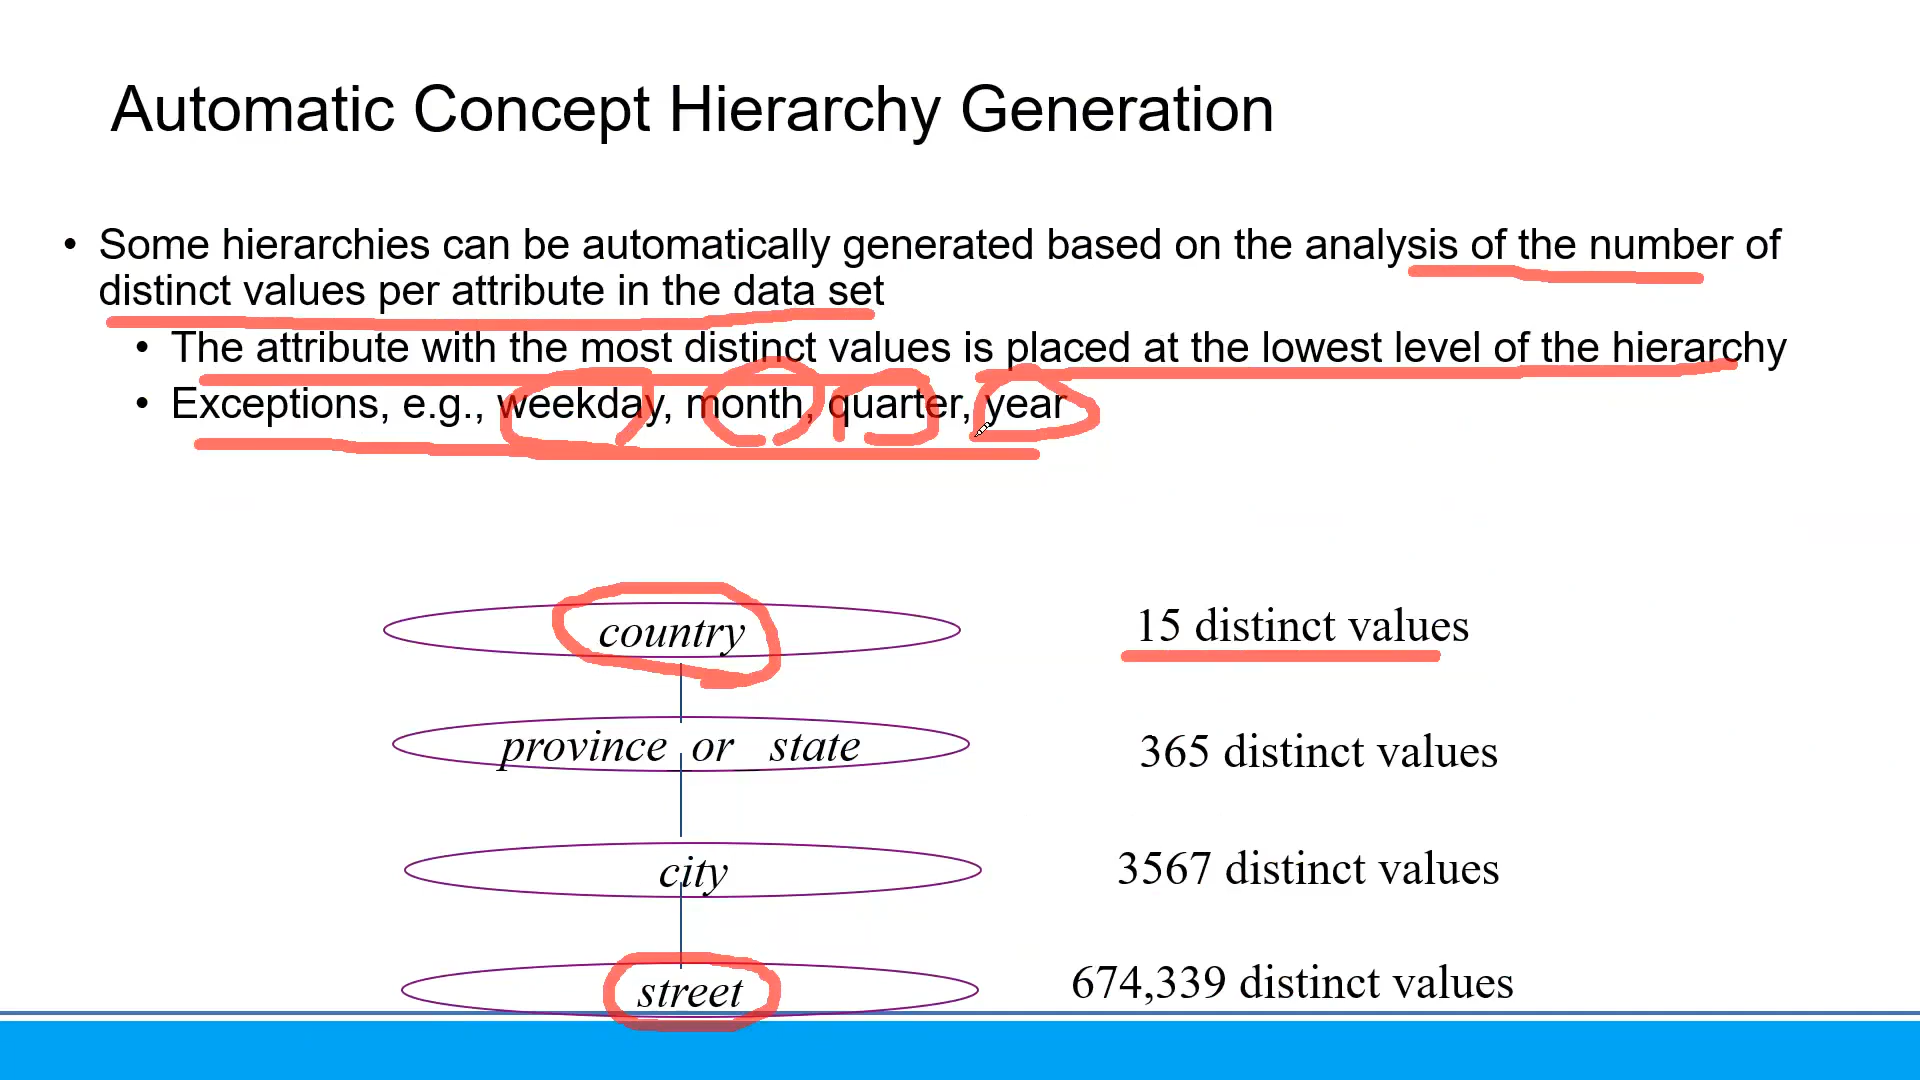 Automatic Concept Hierarchy Generation
• Some hierarchies can be automatically generated based on the analysis of the number of
distinct values per attribute in the data set
• The attribute with the most distinct values is placed at the lowest level of the hierarchy
• Exceptions, e.g., weekday, month, quarter, year
country 15 distinct values
province or state 365 distinct values
city 3567 distinct values
street 674,339 distinct values